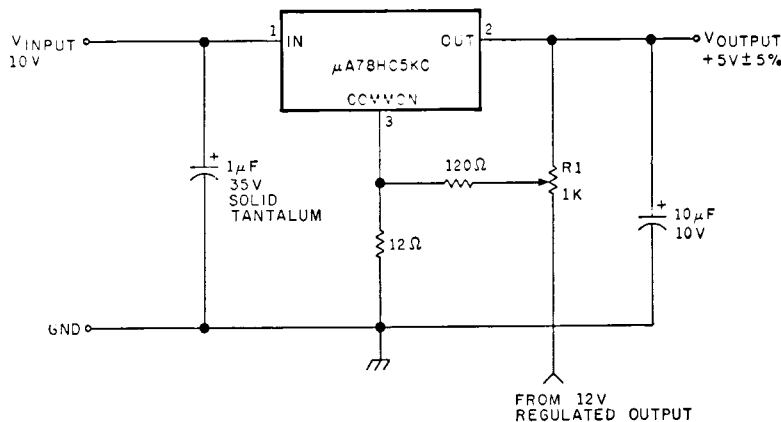 VINPUT
10V
1
IN
OUT
2
VOUTPUT
+5V±5%
μA78HC5KC
COMMON
3
+
1μF
35V
SOLID
TANTALUM
120Ω
R1
1K
+
10μF
10V
12Ω
GND
FROM 12V
REGULATED OUTPUT